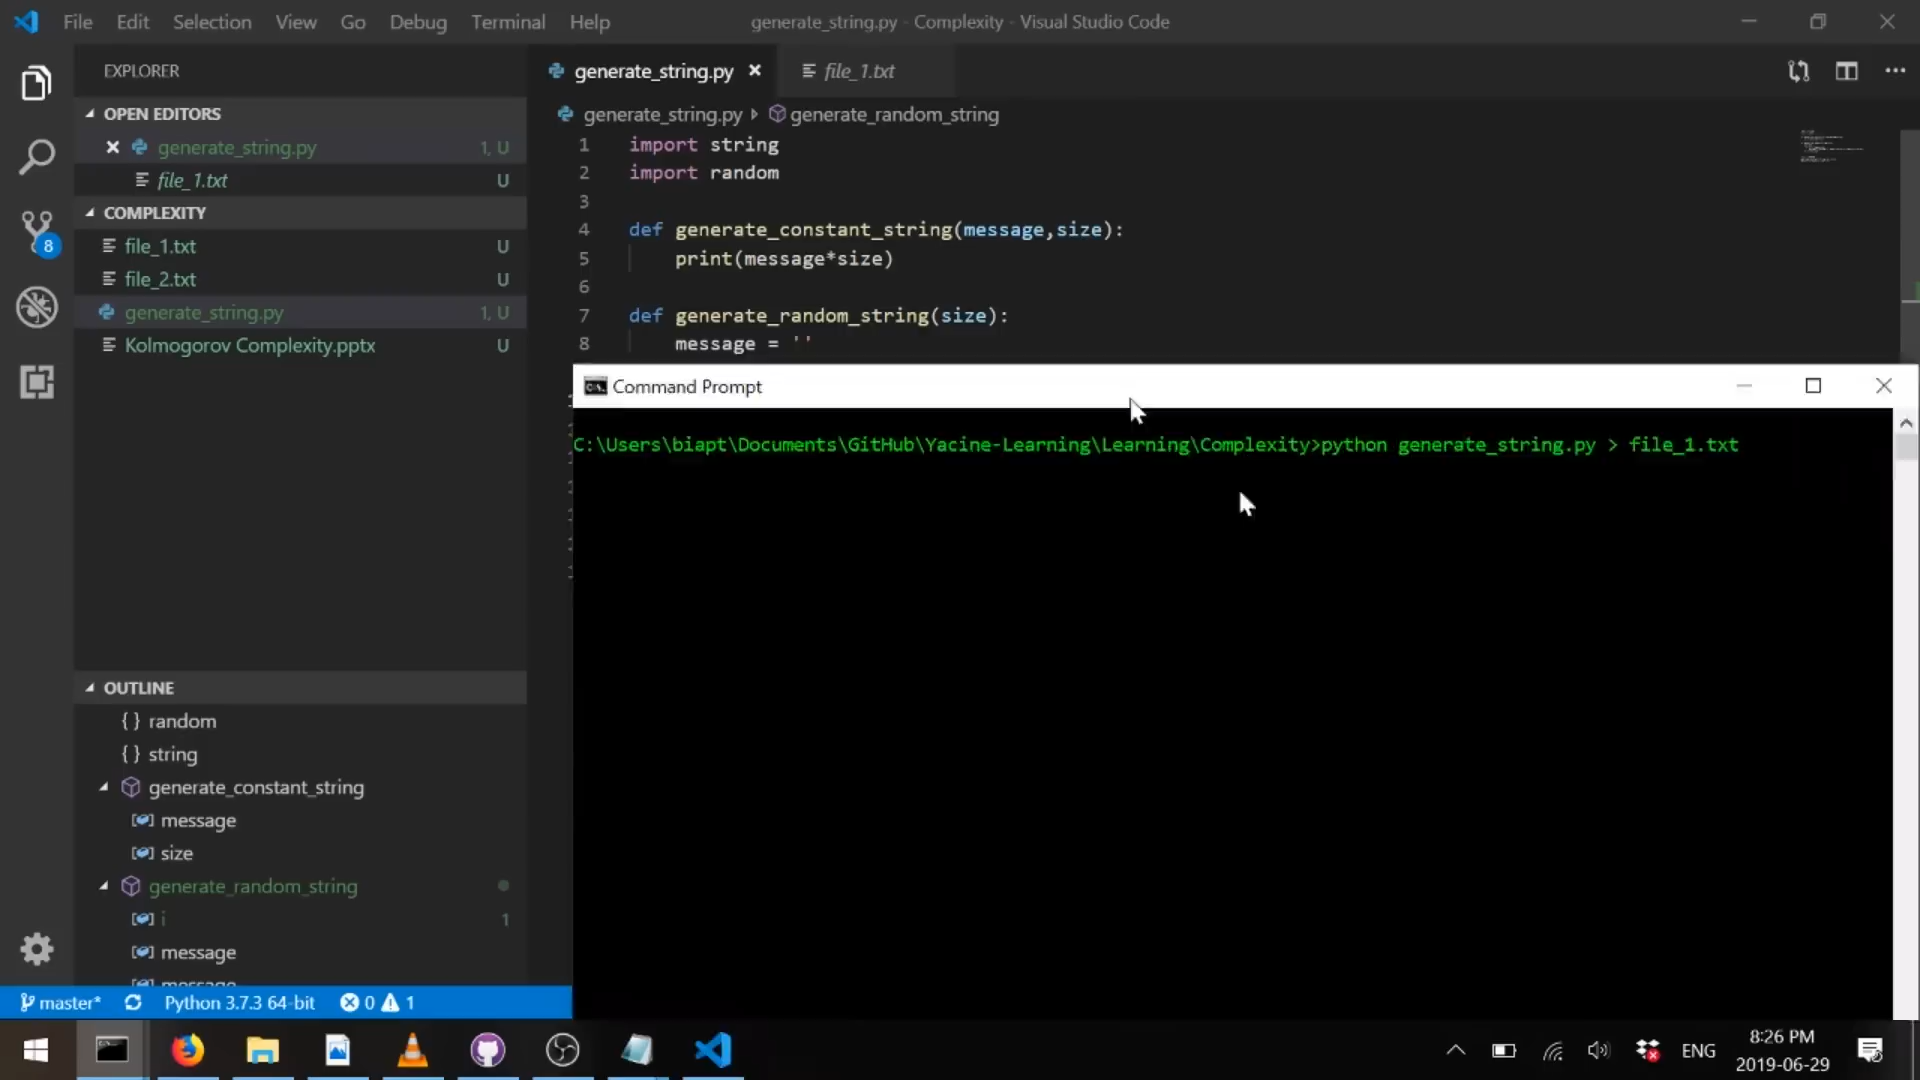 File Edit Selection View Go Debug Terminal Help
generate_string.py - Complexity - Visual Studio Code
EXPLORER
OPEN EDITORS
generate_string.py 1, U
file_1.txt U
COMPLEXITY
file_1.txt U
file_2.txt U
generate_string.py 1, U
Kolmogorov Complexity.pptx U
8
OUTLINE
{ } random
{ } string
generate_constant_string
message
size
generate_random_string
i 1
message
master* Python 3.7.3 64-bit 0 1
generate_string.py file_1.txt
generate_string.py generate_random_string
1 import string
2 import random
3
4 def generate_constant_string(message,size):
5 print(message*size)
6
7 def generate_random_string(size):
8 message = ''
Command Prompt
C:\Users\biapt\Documents\GitHub\Yacine-Learning\Learning\Complexity>python generate_string.py > file_1.txt
ENG
8:26 PM
2019-06-29